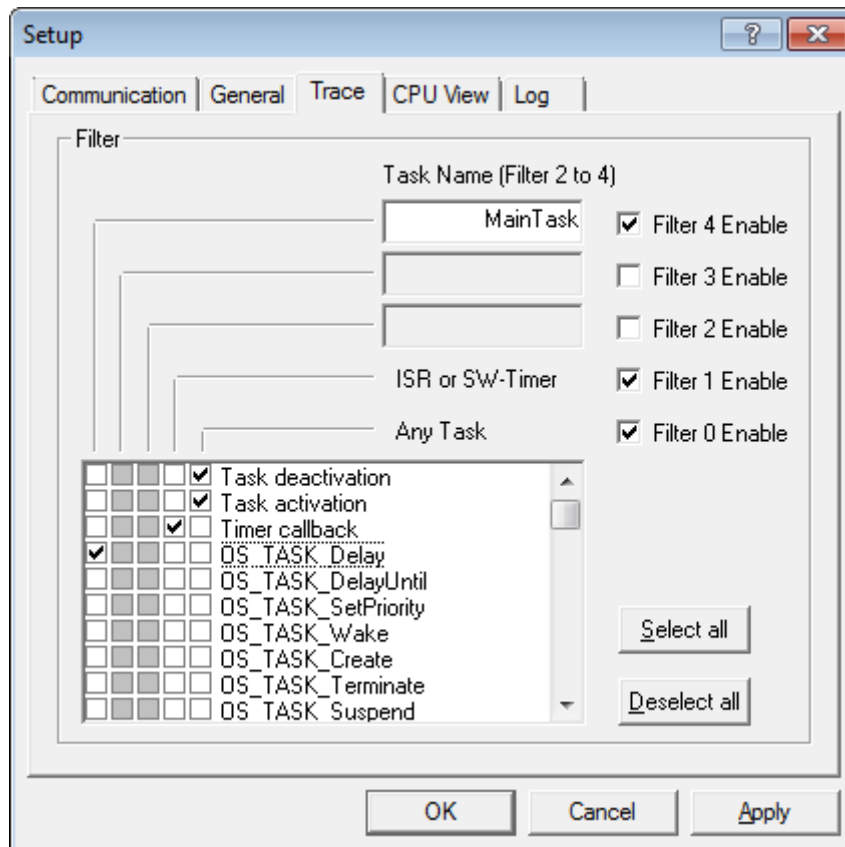 Setup
?
Communication General Trace CPU View Log
Filter
Task Name (Filter 2 to 4)
MainTask Filter 4 Enable
Filter 3 Enable
Filter 2 Enable
ISR or SW-Timer Filter 1 Enable
Any Task Filter 0 Enable
Task deactivation
Task activation
Timer callback
OS_TASK_Delay
OS_TASK_DelayUntil
OS_TASK_SetPriority
OS_TASK_Wake
OS_TASK_Create
OS_TASK_Terminate
OS_TASK_Suspend
Select all
Deselect all
OK Cancel Apply